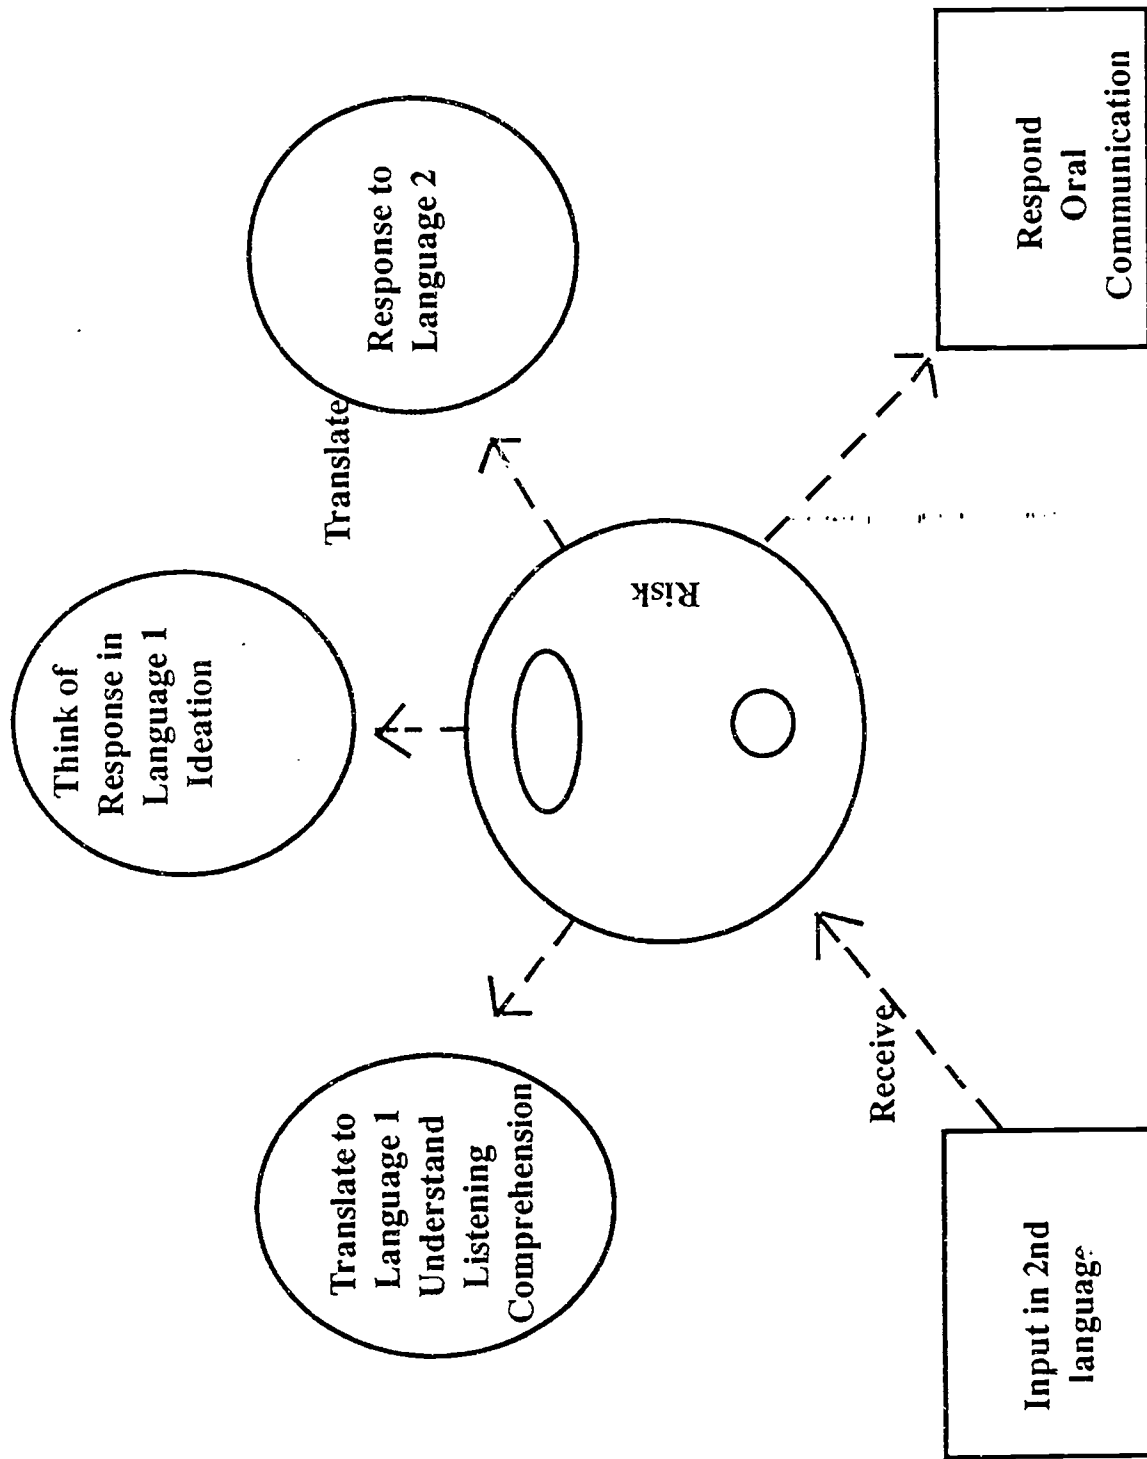 Think of
Response in
Language 1
Ideation
Translate
Response to
Language 2
Translate to
Language 1
Understand
Listening
Comprehension
Risk
Receive
Input in 2nd
language
Respond
Oral
Communication